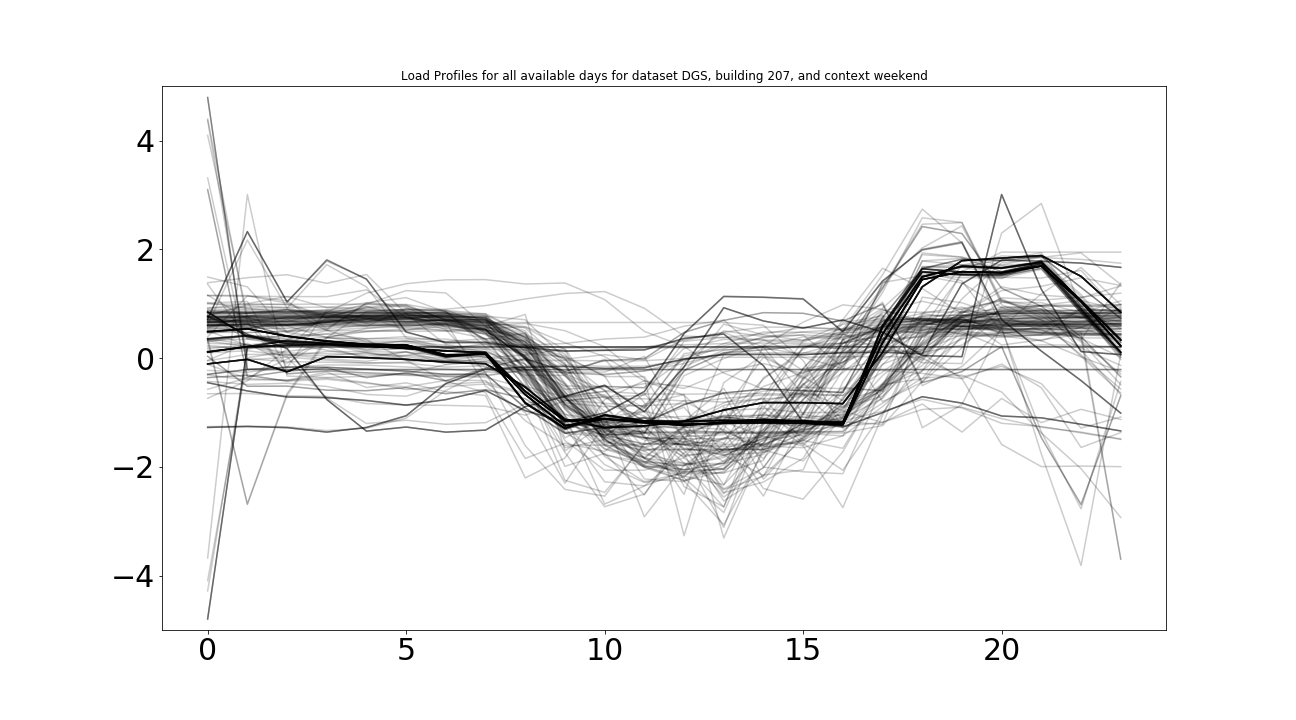 Load Profiles for all available days for dataset DGS, building 207, and context weekend
4
2
0
−2
−4
0 5 10 15 20